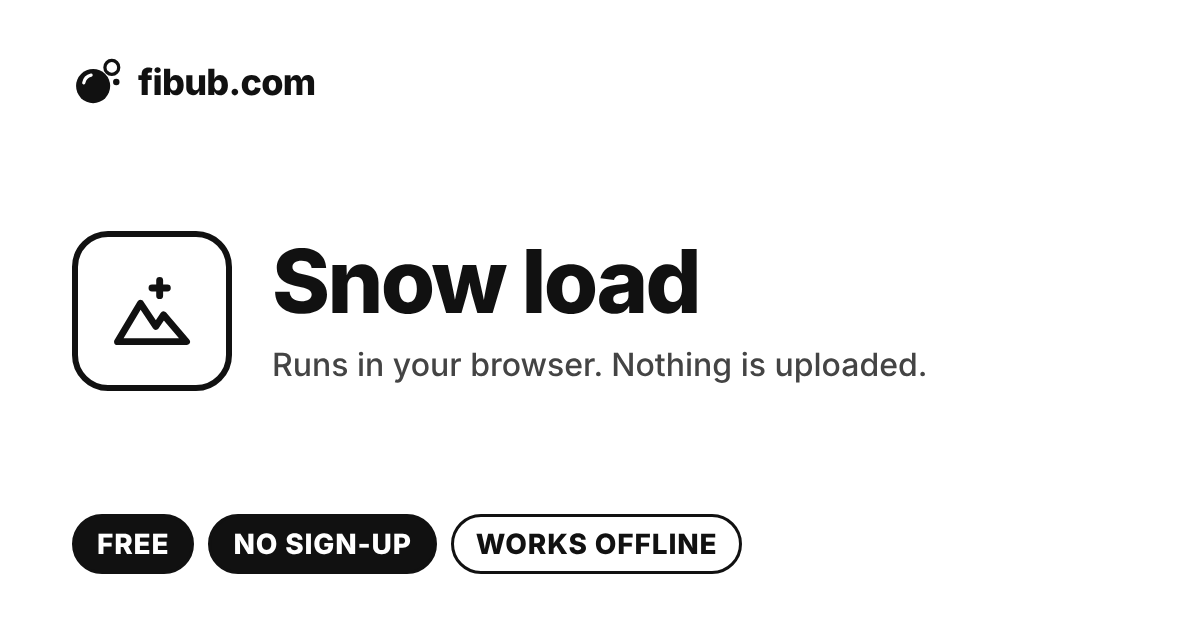 fibub.com
Snow load
Runs in your browser. Nothing is uploaded.
FREE
NO SIGN-UP
WORKS OFFLINE